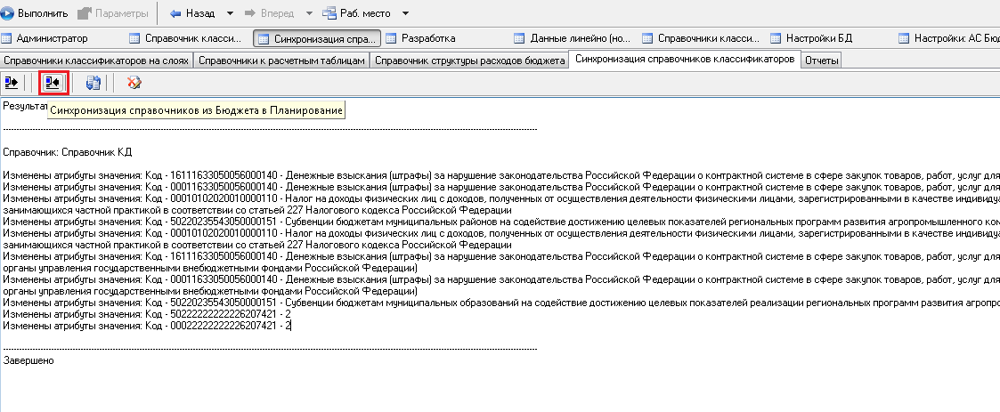 Выполнить Параметры Назад Вперед Раб. место
Администратор Справочник класси... Синхронизация спра... Разработка Данные линейно (но... Справочники класси... Настройки БД Настройки: АС Бюд
Справочники классификаторов на слоях Справочники к расчетным таблицам Справочник структуры расходов бюджета Синхронизация справочников классификаторов Отчеты
Результат
Синхронизация справочников из Бюджета в Планирование
Справочник: Справочник КД
Изменены атрибуты значения: Код - 16111633050056000140 - Денежные взыскания (штрафы) за нарушение законодательства Российской Федерации о контрактной системе в сфере закупок товаров, работ, услуг для
Изменены атрибуты значения: Код - 00011633050056000140 - Денежные взыскания (штрафы) за нарушение законодательства Российской Федерации о контрактной системе в сфере закупок товаров, работ, услуг для
Изменены атрибуты значения: Код - 00010102020010000110 - Налог на доходы физических лиц с доходов, полученных от осуществления деятельности физическими лицами, зарегистрированными в качестве индивидуа
занимающихся частной практикой в соответствии со статьей 227 Налогового кодекса Российской Федерации
Изменены атрибуты значения: Код - 50220235543050000151 - Субвенции бюджетам муниципальных районов на содействие достижению целевых показателей региональных программ развития агропромышленного ком
Изменены атрибуты значения: Код - 00010102020010000110 - Налог на доходы физических лиц с доходов, полученных от осуществления деятельности физическими лицами, зарегистрированными в качестве индивидуа
занимающихся частной практикой в соответствии со статьей 227 Налогового кодекса Российской Федерации
Изменены атрибуты значения: Код - 16111633050056000140 - Денежные взыскания (штрафы) за нарушение законодательства Российской Федерации о контрактной системе в сфере закупок товаров, работ, услуг для
органы управления государственными внебюджетными фондами Российской Федерации)
Изменены атрибуты значения: Код - 00011633050056000140 - Денежные взыскания (штрафы) за нарушение законодательства Российской Федерации о контрактной системе в сфере закупок товаров, работ, услуг для
органы управления государственными внебюджетными фондами Российской Федерации)
Изменены атрибуты значения: Код - 50220235543050000151 - Субвенции бюджетам муниципальных образований на содействие достижению целевых показателей реализации региональных программ развития агропро
Изменены атрибуты значения: Код - 50222222222226207421 - 2
Изменены атрибуты значения: Код - 00022222222226207421 - 2
Завершено